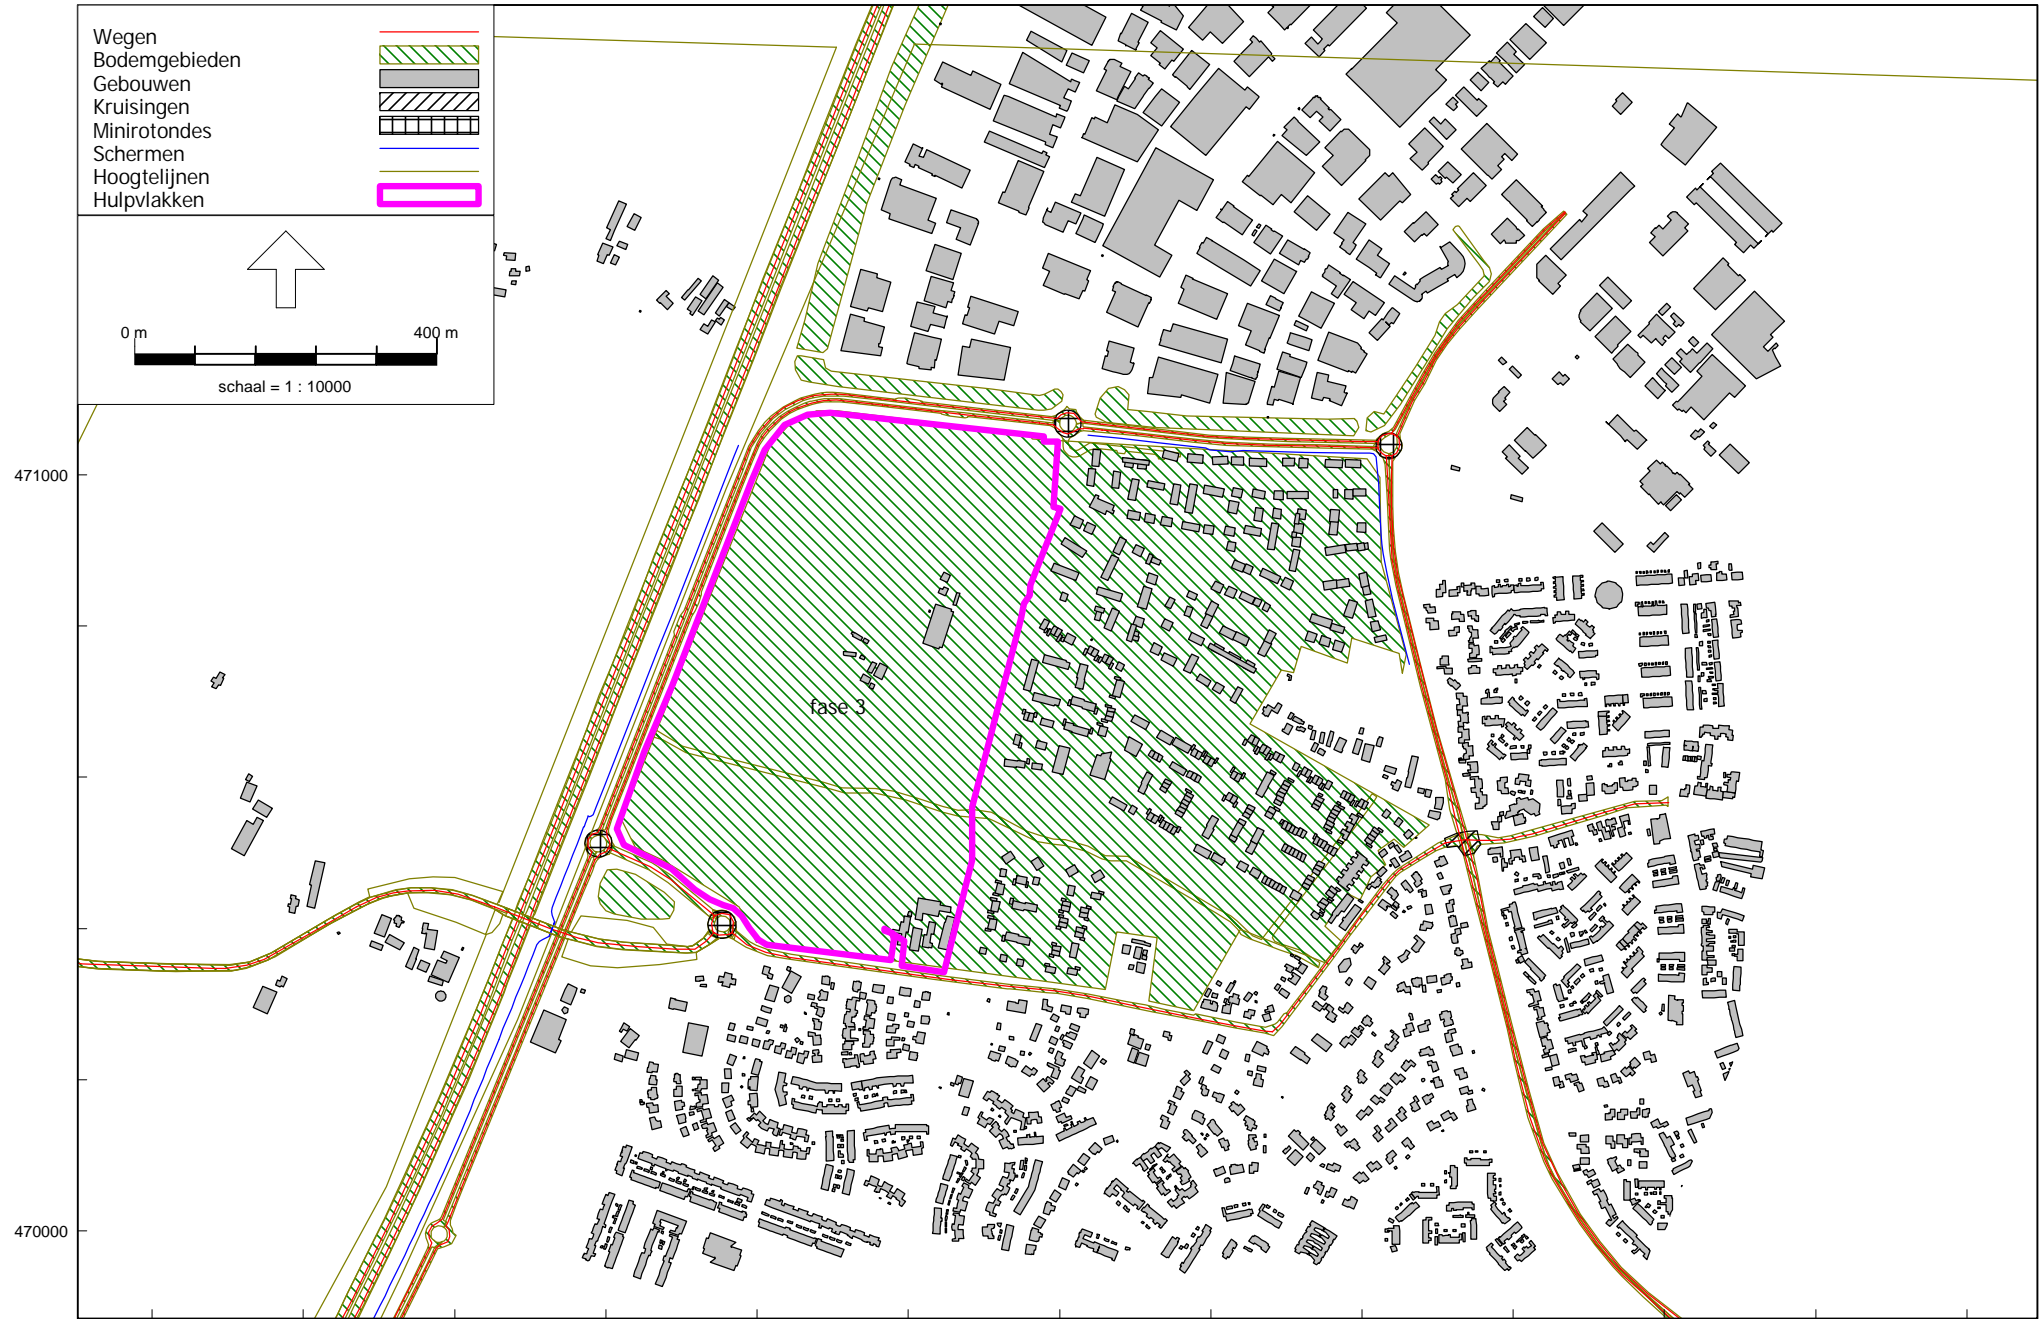 Wegen
Bodemgebieden
Gebouwen
Kruisingen
Minirotondes
Schermen
Hoogtelijnen
Hulpvlakken
0 m 400 m
schaal = 1 : 10000
471000
fase 3
470000